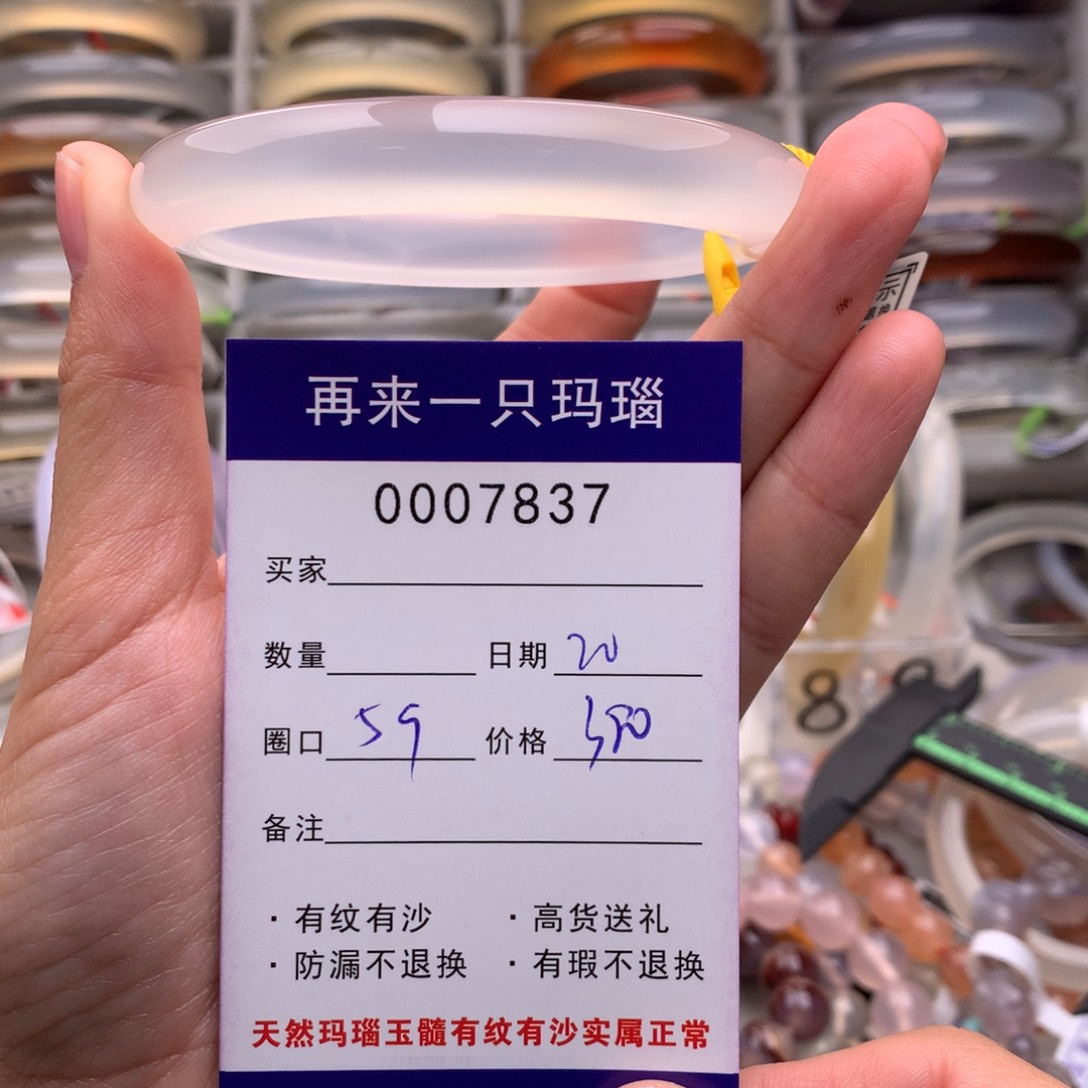 再来一只玛瑙
0007837
买家
数量 日期 20
圈口 59 价格
备注
·有纹有沙 ·高货送礼
·防漏不退换 ·有瑕不退换
天然玛瑙玉髓有纹有沙实属正常
8